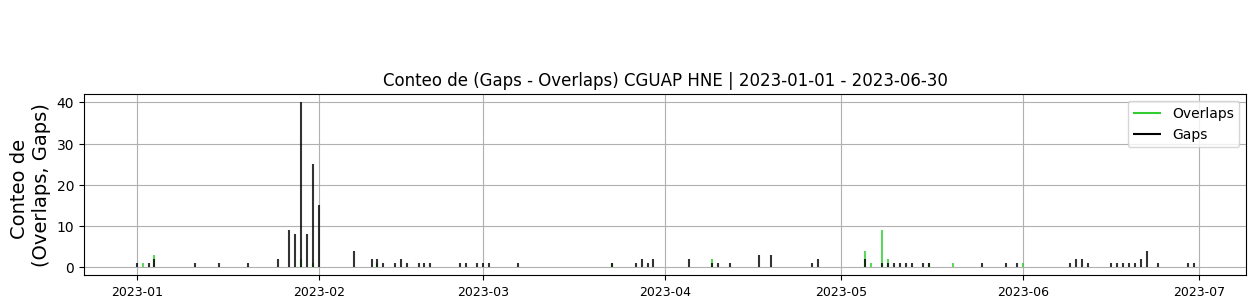 Conteo de (Gaps - Overlaps) CGUAP HNE | 2023-01-01 - 2023-06-30
Conteo de
(Overlaps, Gaps)
40
30
20
10
0
Overlaps
Gaps
2023-01 2023-02 2023-03 2023-04 2023-05 2023-06 2023-07